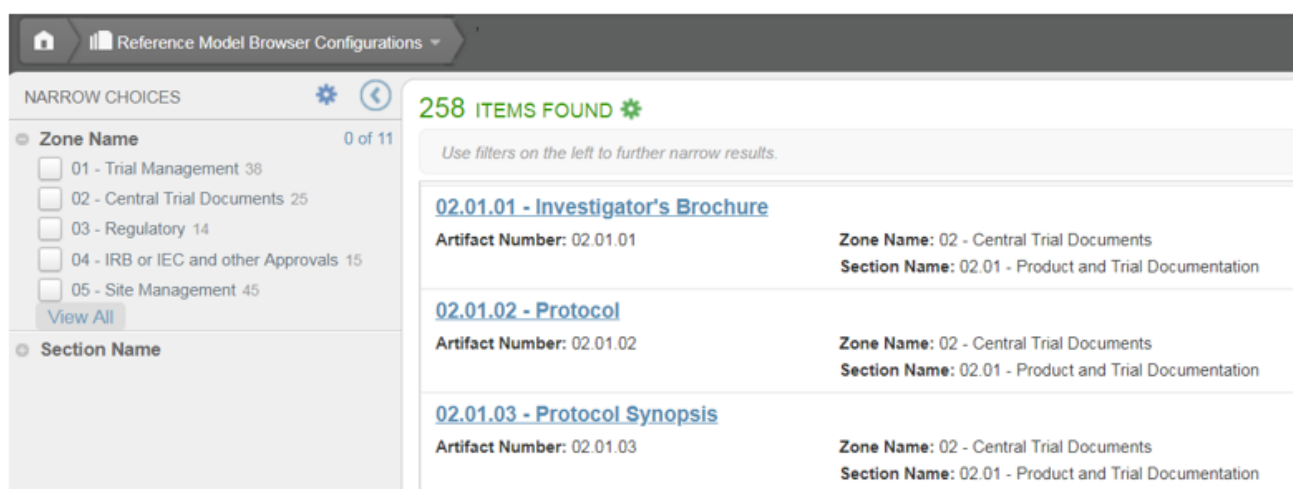 Reference Model Browser Configurations
NARROW CHOICES
Zone Name 0 of 11
01 - Trial Management 38
02 - Central Trial Documents 25
03 - Regulatory 14
04 - IRB or IEC and other Approvals 15
05 - Site Management 45
View All
Section Name
258 ITEMS FOUND
Use filters on the left to further narrow results.
02.01.01 - Investigator's Brochure
Artifact Number: 02.01.01 Zone Name: 02 - Central Trial Documents
Section Name: 02.01 - Product and Trial Documentation
02.01.02 - Protocol
Artifact Number: 02.01.02 Zone Name: 02 - Central Trial Documents
Section Name: 02.01 - Product and Trial Documentation
02.01.03 - Protocol Synopsis
Artifact Number: 02.01.03 Zone Name: 02 - Central Trial Documents
Section Name: 02.01 - Product and Trial Documentation